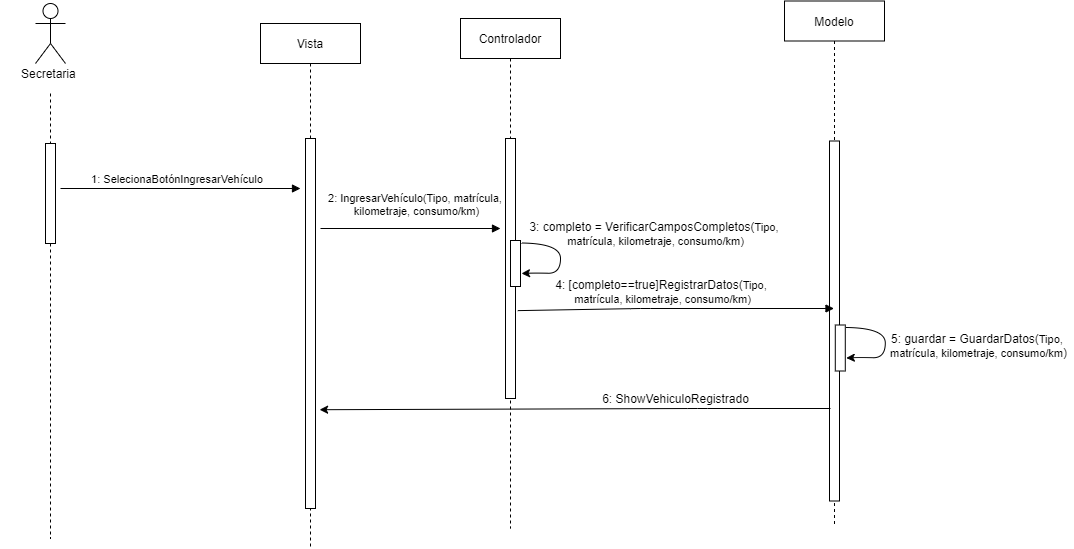 Secretaria
Vista
Controlador
Modelo
1: SelecionaBotónIngresarVehículo
2: IngresarVehículo(Tipo, matrícula,
kilometraje, consumo/km)
3: completo = VerificarCamposCompletos(Tipo,
matrícula, kilometraje, consumo/km)
4: [completo==true]RegistrarDatos(Tipo,
matrícula, kilometraje, consumo/km)
5: guardar = GuardarDatos(Tipo,
matrícula, kilometraje, consumo/km)
6: ShowVehiculoRegistrado